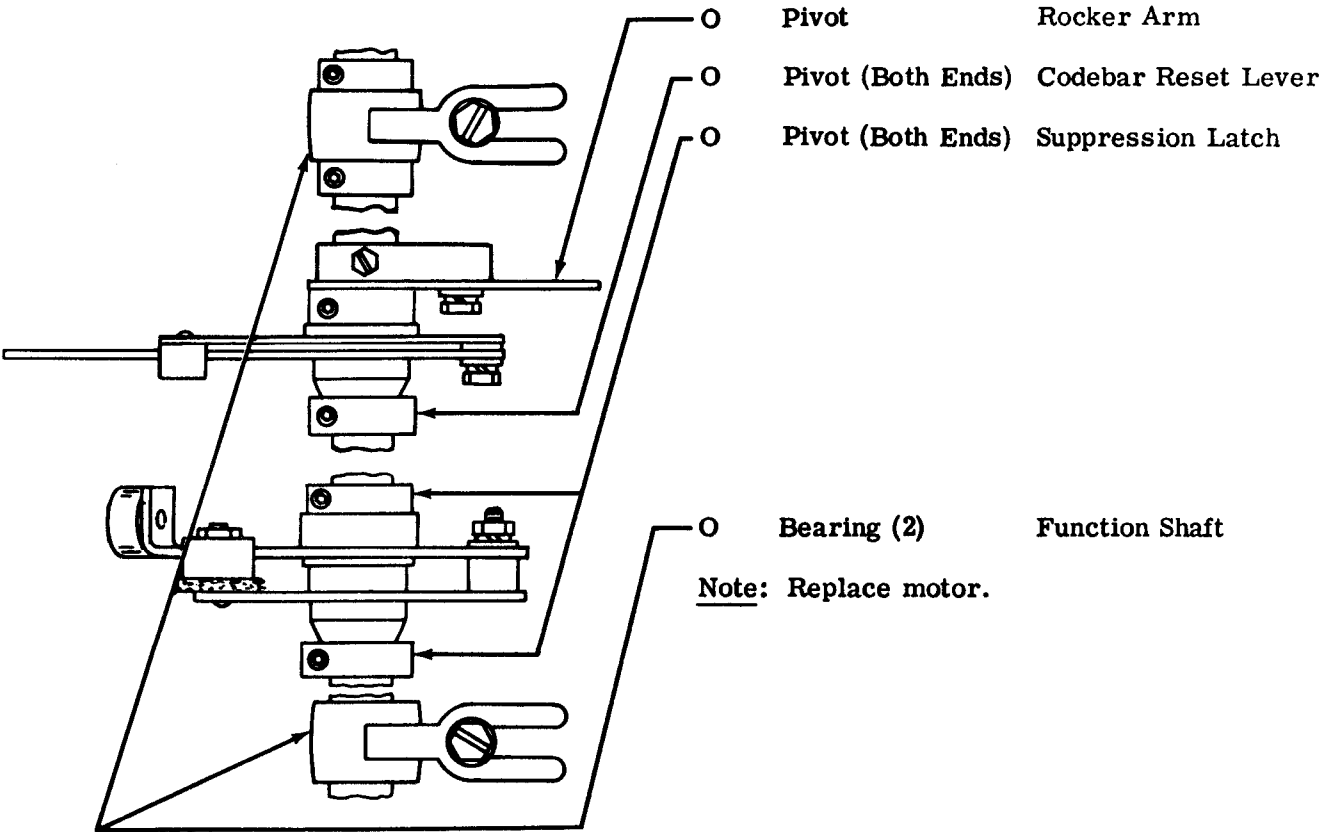 O Pivot Rocker Arm
O Pivot (Both Ends) Codebar Reset Lever
O Pivot (Both Ends) Suppression Latch
O Bearing (2) Function Shaft
Note: Replace motor.